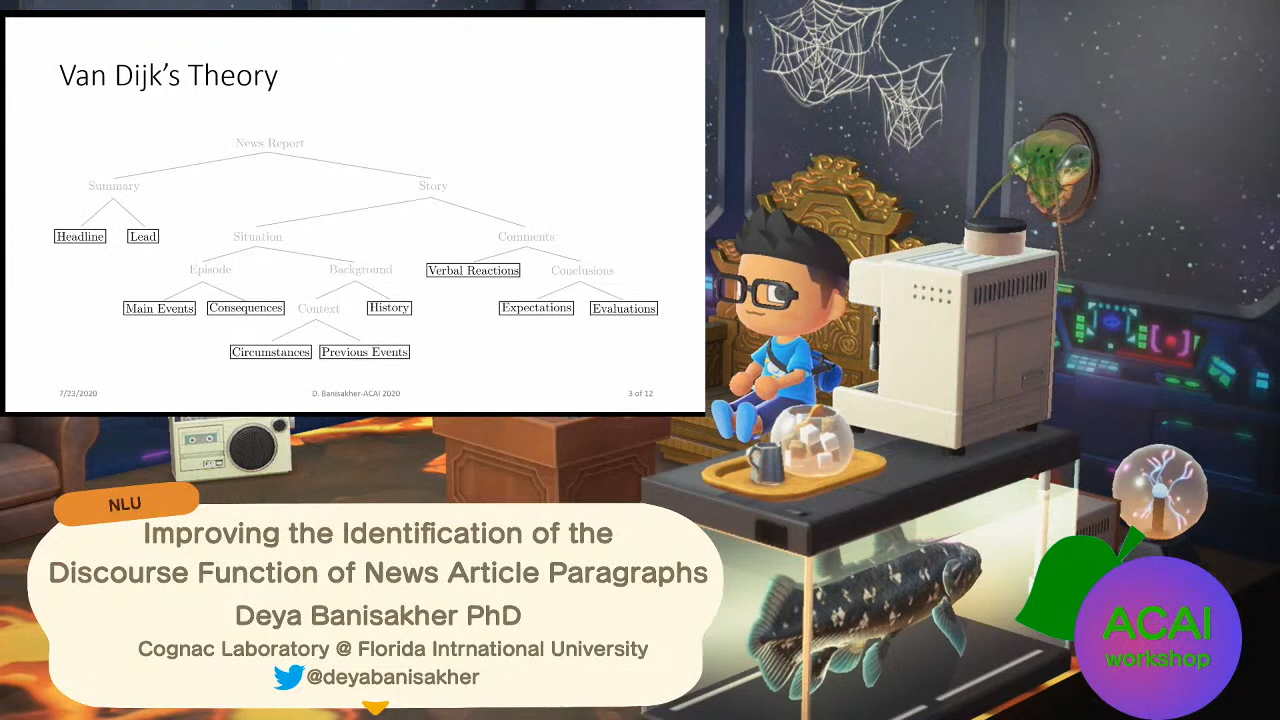 Van Dijk's Theory
News Report
Summary
Story
Headline
Lead
Situation
Comments
Episode
Background
Verbal Reactions
Conclusions
Main Events
Consequences
Context
History
Expectations
Evaluations
Circumstances
Previous Events
7/23/2020
D. Banisakher-ACAI 2020
3 of 12
NLU
Improving the Identification of the
Discourse Function of News Article Paragraphs
Deya Banisakher PhD
Cognac Laboratory @ Florida Intrnational University
@deyabanisakher
ACAI
workshop